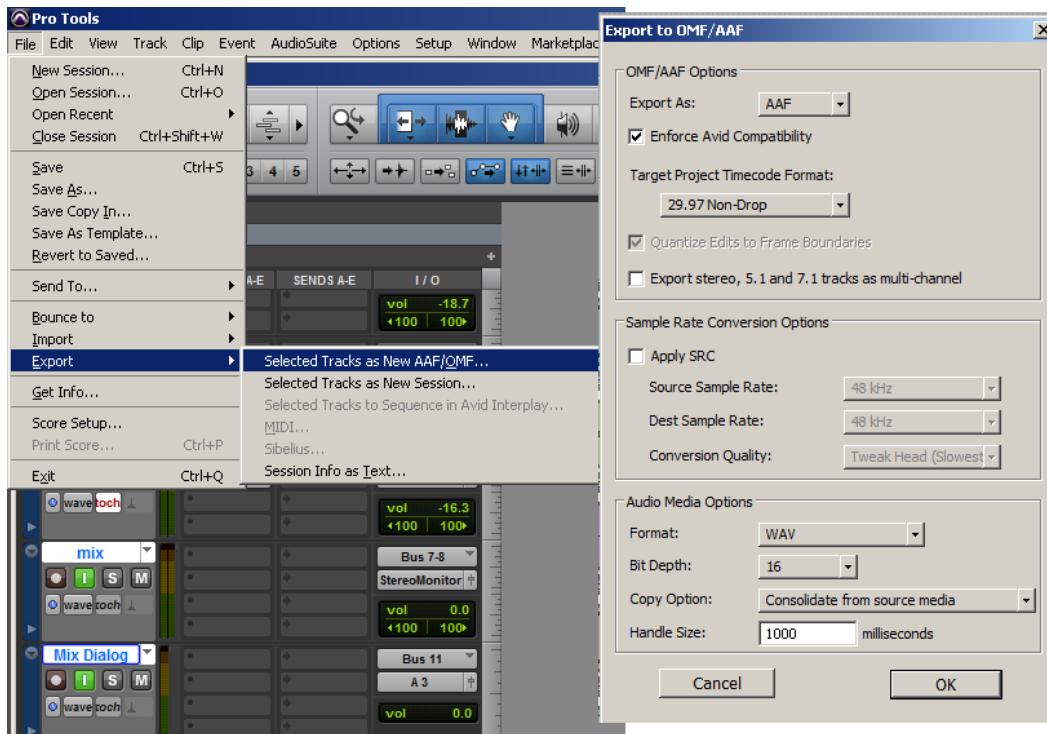 Pro Tools
File Edit View Track Clip Event AudioSuite Options Setup Window Marketplac
New Session... Ctrl+N
Open Session... Ctrl+O
Open Recent
Close Session Ctrl+Shift+W
Save Ctrl+S
Save As...
Save Copy In...
Save As Template...
Revert to Saved...
Send To...
Bounce to
Import
Export
Get Info...
Score Setup...
Print Score... Ctrl+P
Exit Ctrl+Q
3 4 5
A-E SENDS A-E I / O
vol -18.7
100 100
Selected Tracks as New AAF/OMF...
Selected Tracks as New Session...
Selected Tracks to Sequence in Avid Interplay...
MIDI...
Sibelius...
Session Info as Text...
wave toch
vol -16.3
100 100
mix
Bus 7-8
I S M
StereoMonitor
wave toch
vol 0.0
100 100
Mix Dialog
Bus 11
I S M
A 3
wave toch
vol 0.0
Export to OMF/AAF
OMF/AAF Options
Export As: AAF
Enforce Avid Compatibility
Target Project Timecode Format:
29.97 Non-Drop
Quantize Edits to Frame Boundaries
Export stereo, 5.1 and 7.1 tracks as multi-channel
Sample Rate Conversion Options
Apply SRC
Source Sample Rate: 48 kHz
Dest Sample Rate: 48 kHz
Conversion Quality: Tweak Head (Slowest
Audio Media Options
Format: WAV
Bit Depth: 16
Copy Option: Consolidate from source media
Handle Size: 1000 milliseconds
Cancel OK